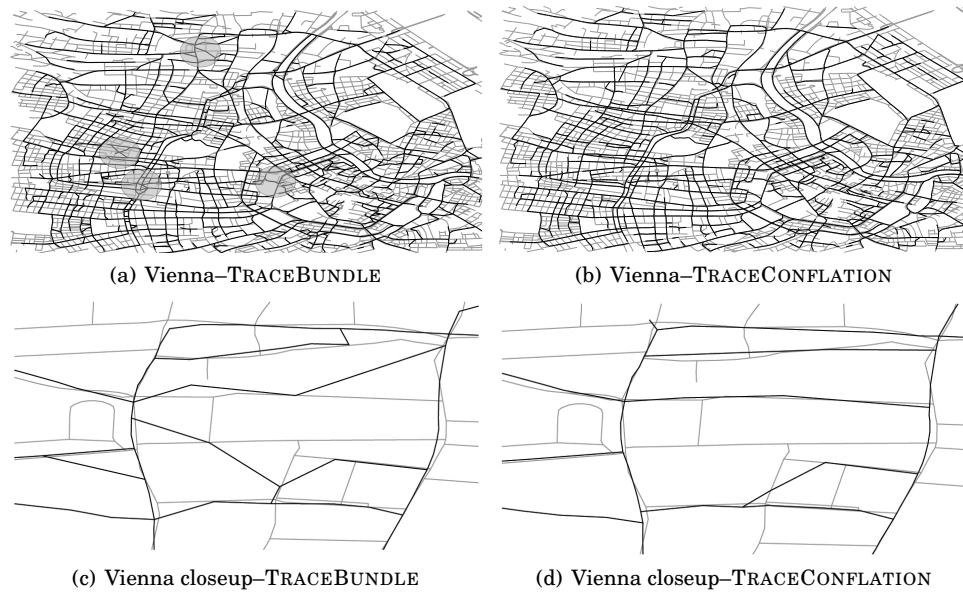 (a) Vienna–TRACEBUNDLE
(b) Vienna–TRACECONFLATION
(c) Vienna closeup–TRACEBUNDLE
(d) Vienna closeup–TRACECONFLATION